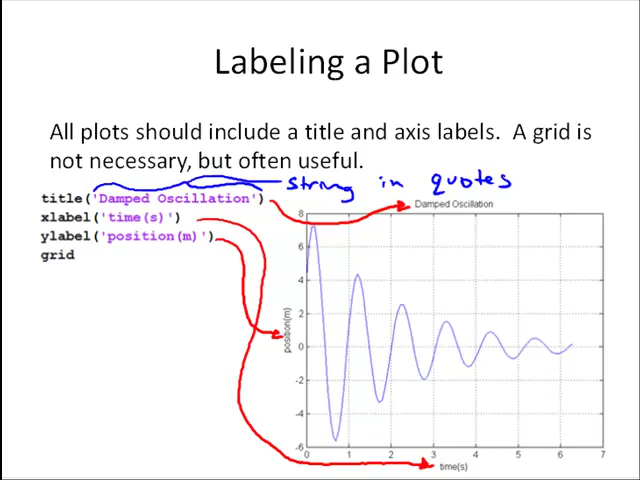 Labeling a Plot
All plots should include a title and axis labels.  A grid is
not necessary, but often useful.
string in quotes
title('Damped Oscillation')
xlabel('time(s)')
ylabel('position(m)')
grid
Damped Oscillation
8
6
4
2
0
-2
-4
-6
position(m)
0 1 2 3 4 5 6 7
time(s)